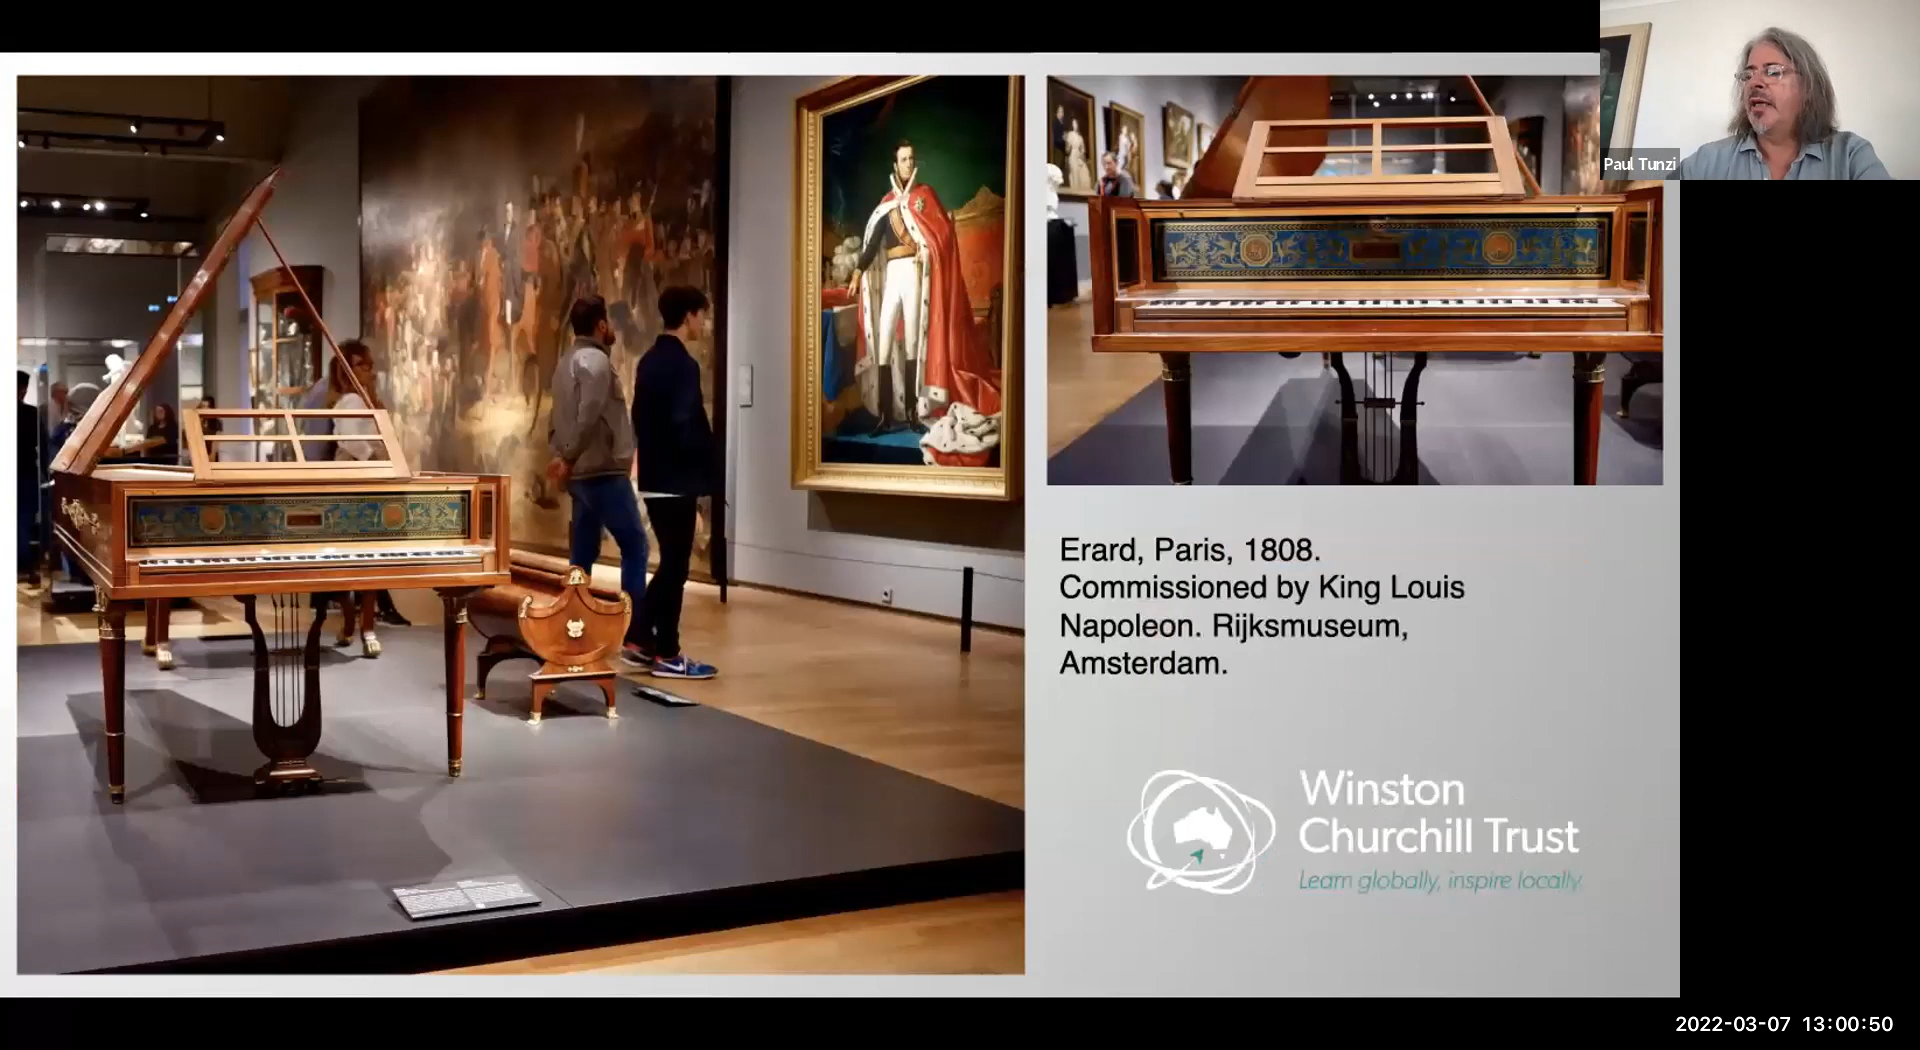 Paul Tunzi
Erard, Paris, 1808.
Commissioned by King Louis
Napoleon. Rijksmuseum,
Amsterdam.
Winston
Churchill Trust
Learn globally, inspire locally.
2022-03-07 13:00:50